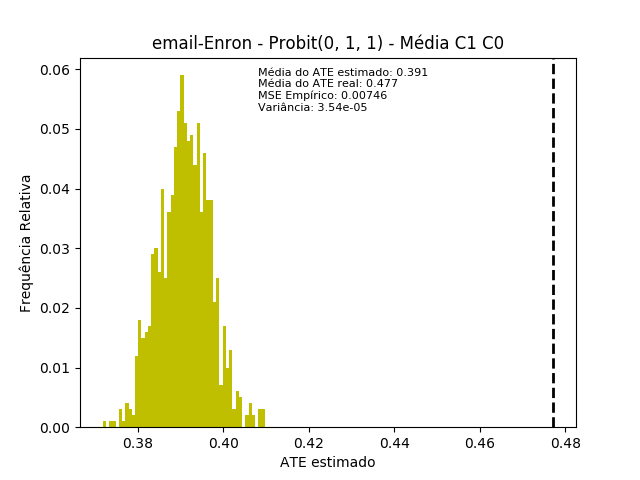 email-Enron - Probit(0, 1, 1) - Média C1 C0
Média do ATE estimado: 0.391
Média do ATE real: 0.477
MSE Empírico: 0.00746
Variância: 3.54e-05
Frequência Relativa
0.06
0.05
0.04
0.03
0.02
0.01
0.00
0.38
0.40
0.42
0.44
0.46
0.48
ATE estimado